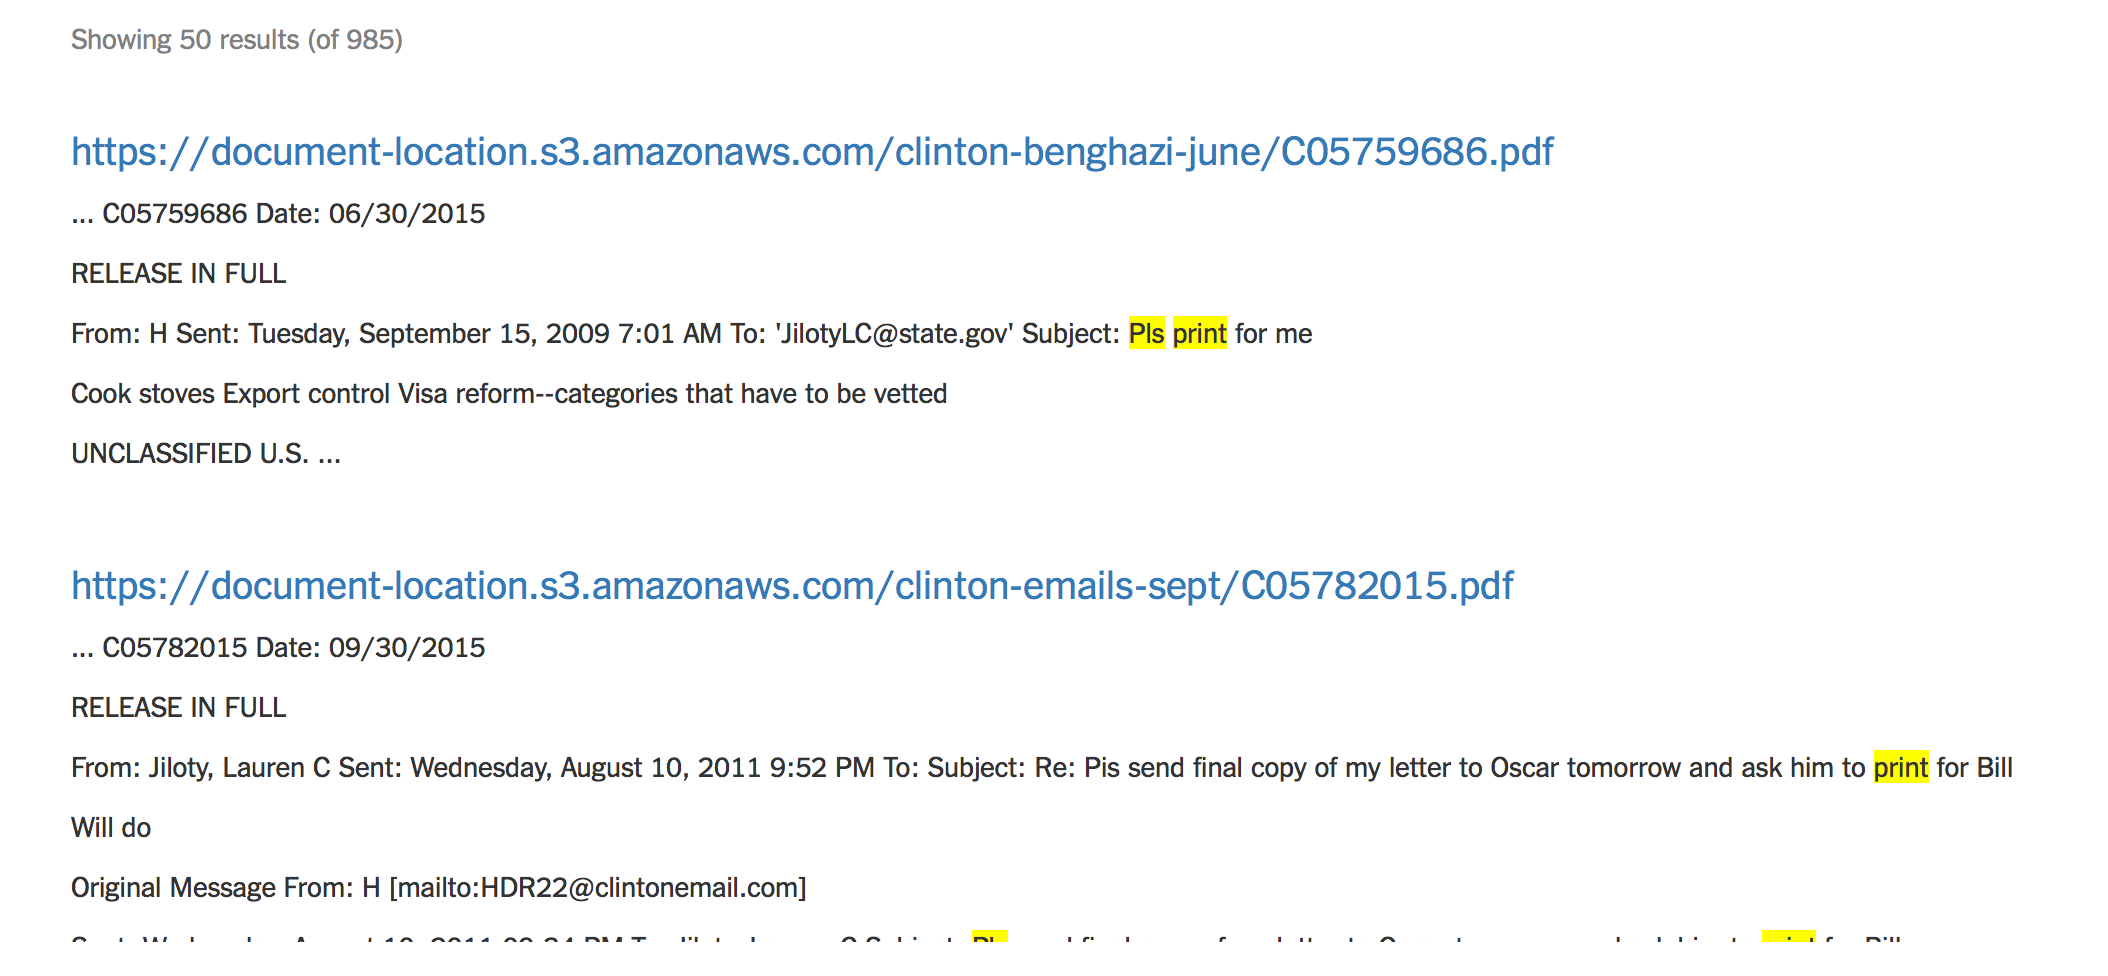 Showing 50 results (of 985)
https://document-location.s3.amazonaws.com/clinton-benghazi-june/C05759686.pdf
... C05759686 Date: 06/30/2015
RELEASE IN FULL
From: H Sent: Tuesday, September 15, 2009 7:01 AM To: 'JilotyLC@state.gov' Subject: Pls print for me
Cook stoves Export control Visa reform--categories that have to be vetted
UNCLASSIFIED U.S. ...
https://document-location.s3.amazonaws.com/clinton-emails-sept/C05782015.pdf
... C05782015 Date: 09/30/2015
RELEASE IN FULL
From: Jiloty, Lauren C Sent: Wednesday, August 10, 2011 9:52 PM To: Subject: Re: Pis send final copy of my letter to Oscar tomorrow and ask him to print for Bill
Will do
Original Message From: H [mailto:HDR22@clintonemail.com]